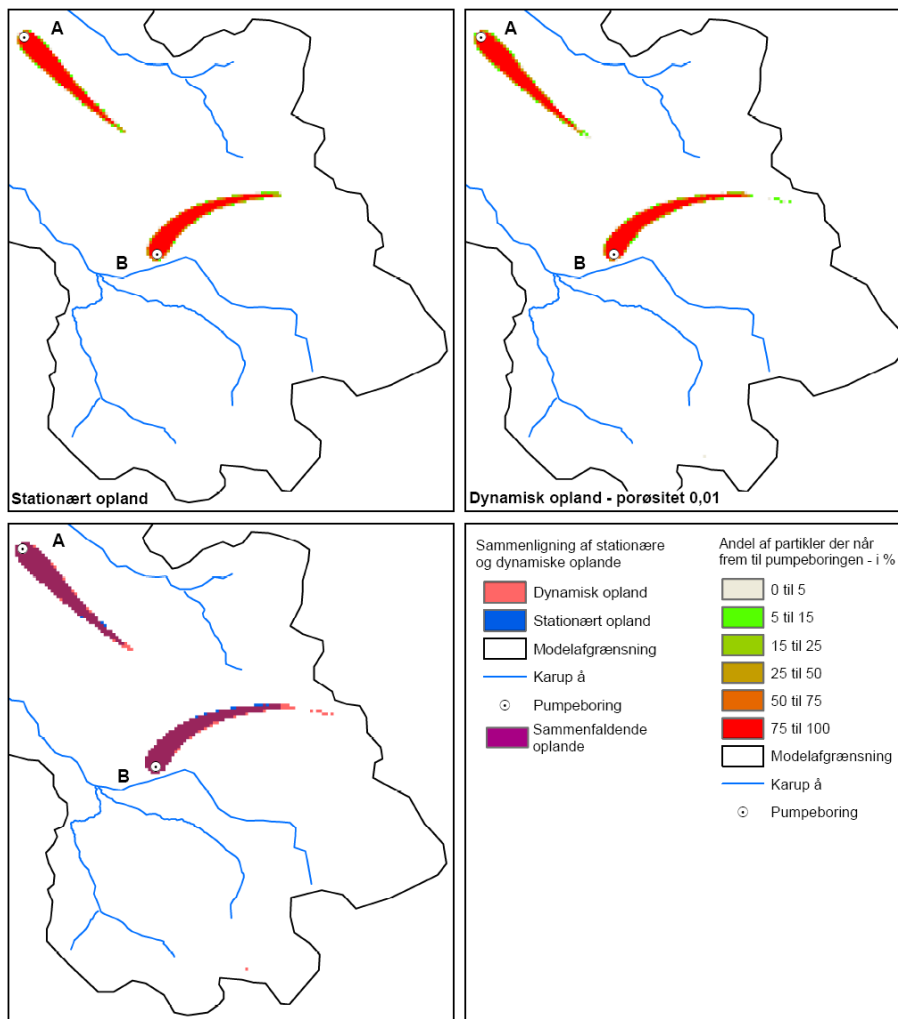 A
B
Stationært opland
A
B
Dynamisk opland - porøsitet 0,01
A
B
Sammenligning af stationære
og dynamiske oplande
Dynamisk opland
Stationært opland
Modelafgrænsning
Karup å
Pumpeboring
Sammenfaldende
oplande
Andel af partikler der når
frem til pumpeboringen - i %
0 til 5
5 til 15
15 til 25
25 til 50
50 til 75
75 til 100
Modelafgrænsning
Karup å
Pumpeboring